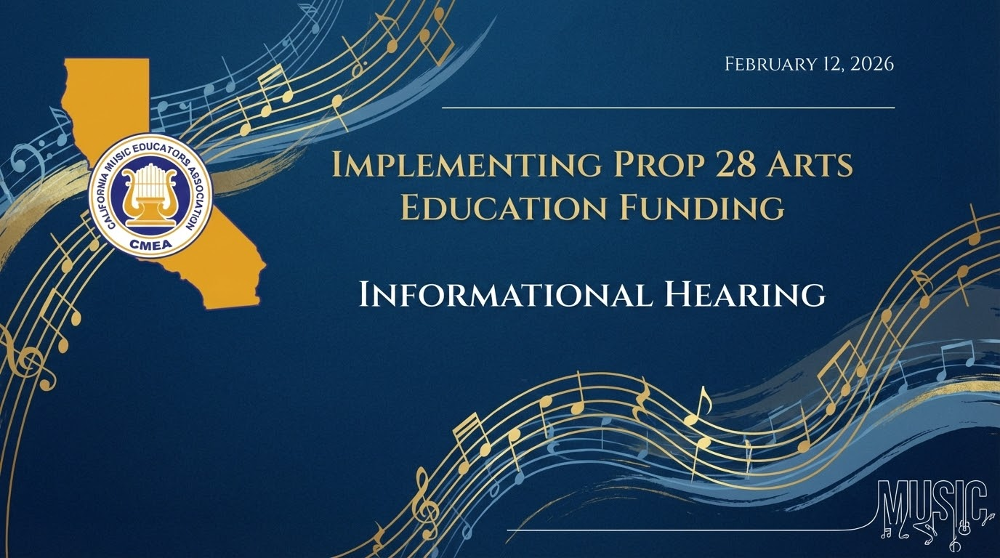 FEBRUARY 12, 2026
IMPLEMENTING PROP 28 ARTS
EDUCATION FUNDING
CALIFORNIA MUSIC EDUCATORS ASSOCIATION
CMEA
INFORMATIONAL HEARING
MUSIC